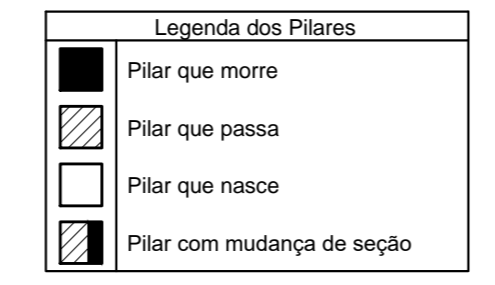 Legenda dos Pilares
Pilar que morre
Pilar que passa
Pilar que nasce
Pilar com mudança de seção